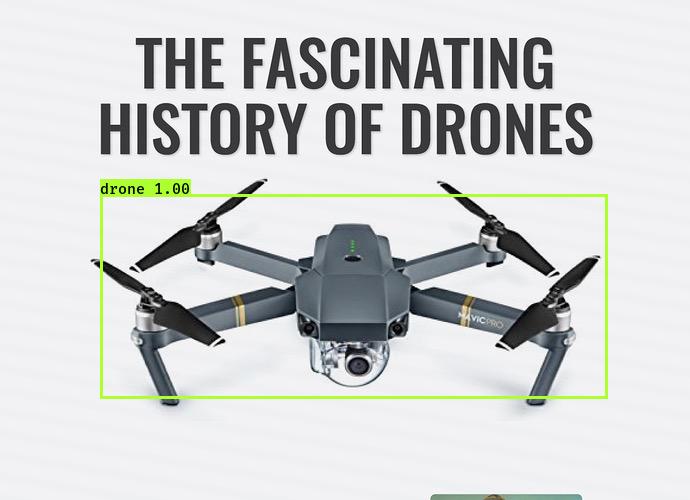 THE FASCINATING
HISTORY OF DRONES
drone 1.00
MAVIC PRO